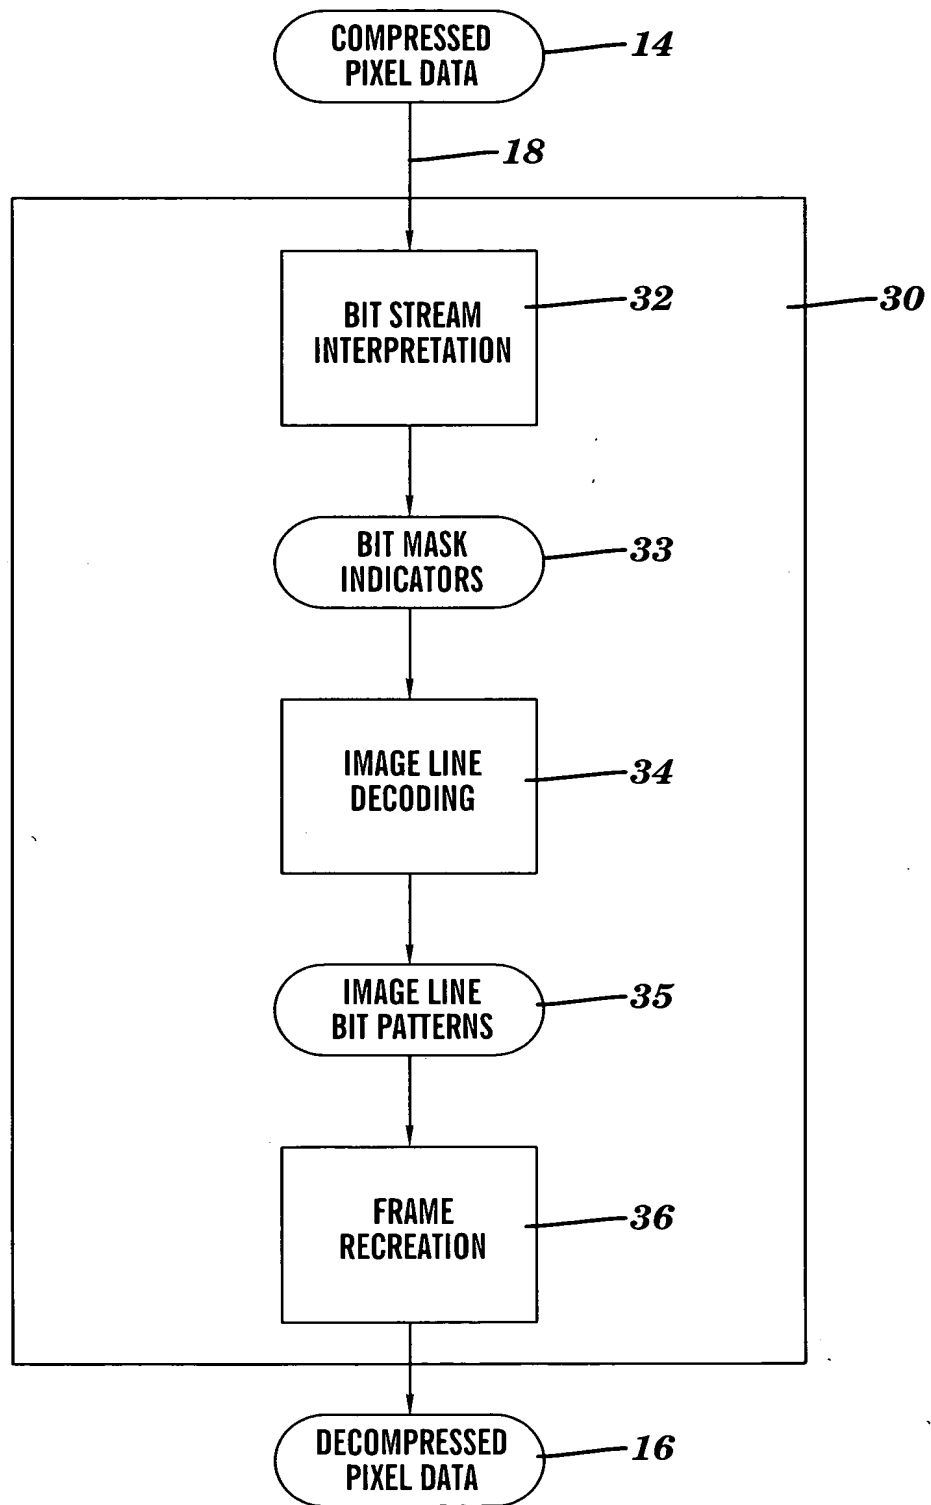 COMPRESSED
PIXEL DATA
14
18
30
BIT STREAM
INTERPRETATION
32
BIT MASK
INDICATORS
33
IMAGE LINE
DECODING
34
IMAGE LINE
BIT PATTERNS
35
FRAME
RECREATION
36
DECOMPRESSED
PIXEL DATA
16